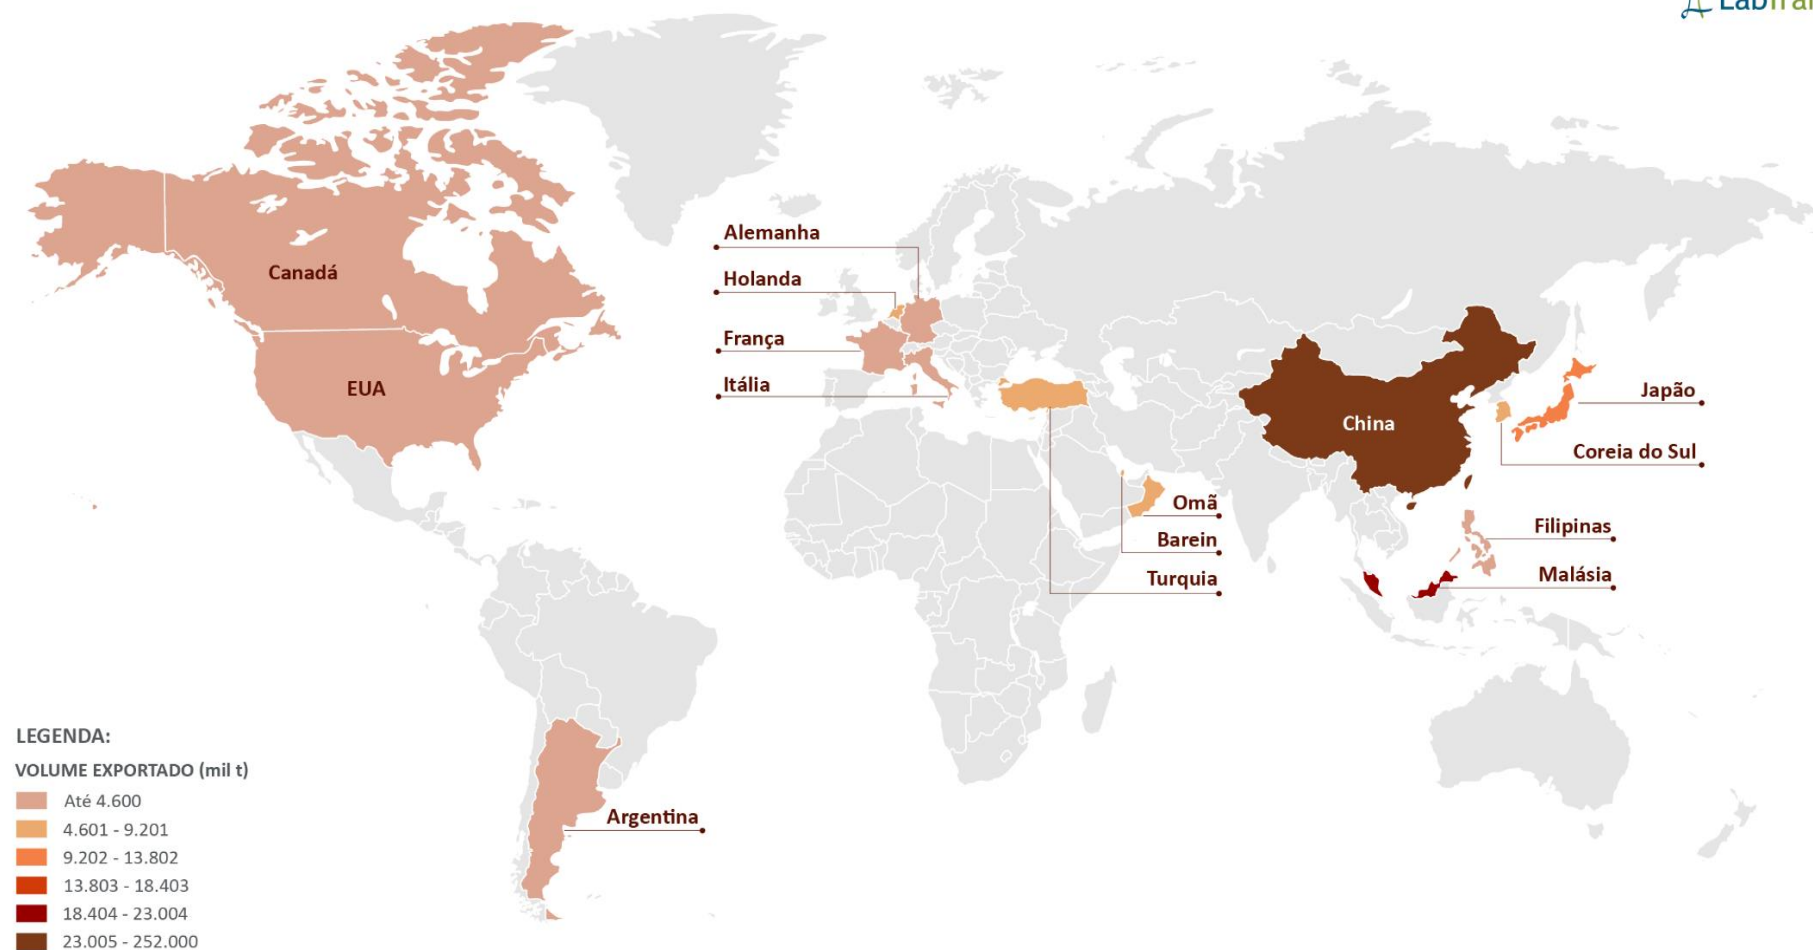 LabTran
Canadá
EUA
Alemanha
Holanda
França
Itália
China
Japão
Coreia do Sul
Omã
Barein
Turquia
Filipinas
Malásia
Argentina
LEGENDA:
VOLUME EXPORTADO (mil t)
Até 4.600
4.601 - 9.201
9.202 - 13.802
13.803 - 18.403
18.404 - 23.004
23.005 - 252.000